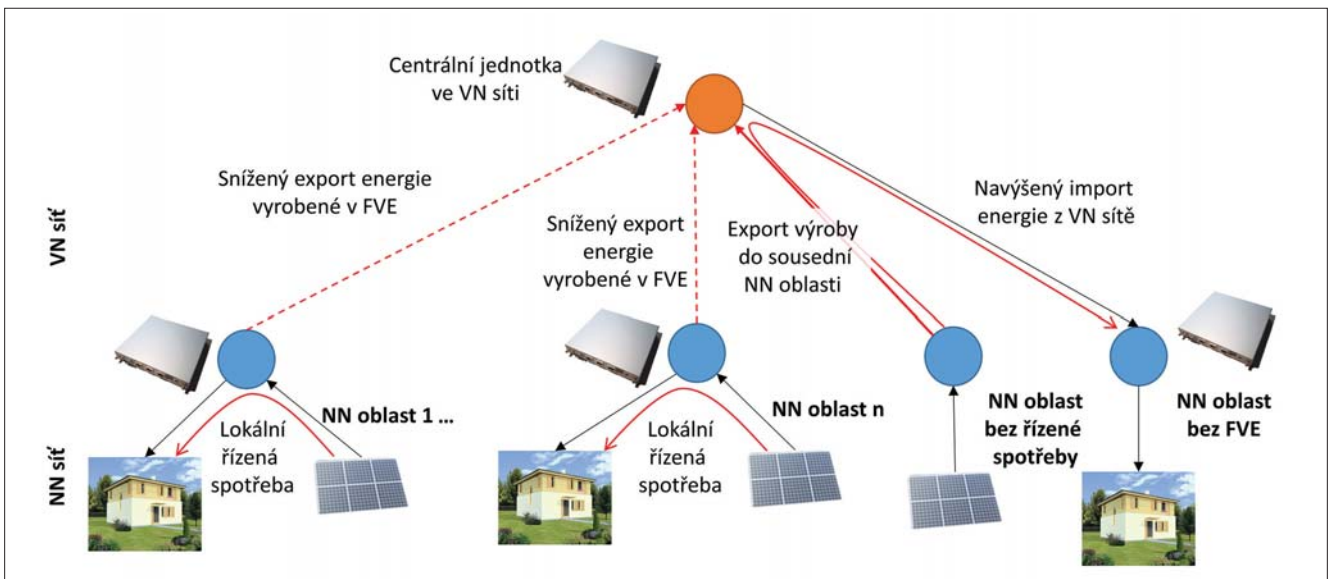 Centrální jednotka
ve VN síti
Snížený export energie
vyrobené v FVE
Snížený export
energie
vyrobené v FVE
Export výroby
do sousední
NN oblasti
Navýšený import
energie z VN sítě
VN síť
NN oblast 1 ...
Lokální
řízená
spotřeba
NN oblast n
Lokální
řízená
spotřeba
NN oblast
bez řízené
spotřeby
NN oblast
bez FVE
NN síť